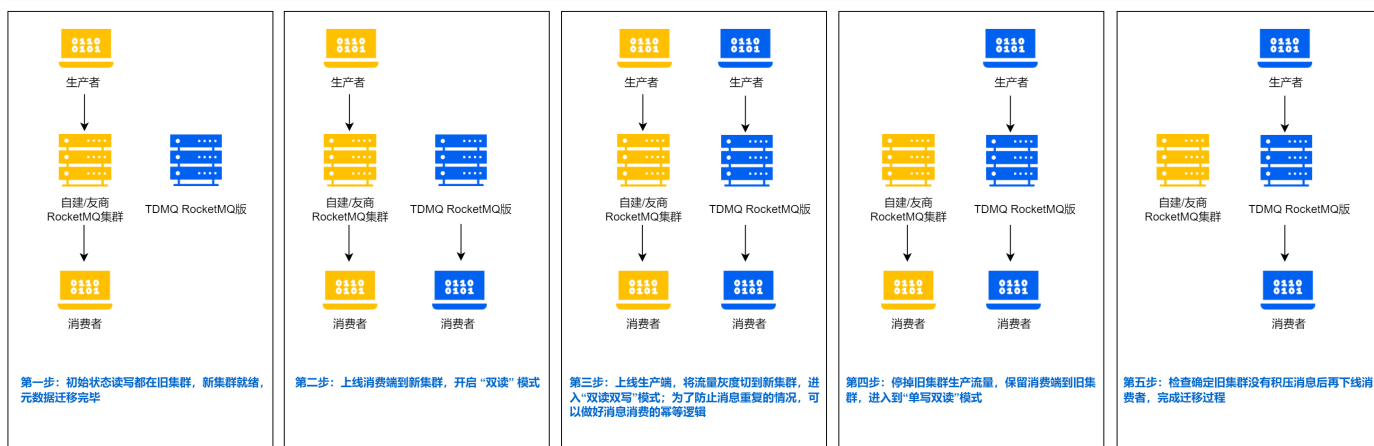 0110
0101
生产者
自建/友商
RocketMQ集群
TDMQ RocketMQ版
0110
0101
消费者
第一步：初始状态读写都在旧集群，新集群就绪，
元数据迁移完毕
0110
0101
生产者
自建/友商
RocketMQ集群
TDMQ RocketMQ版
0110
0101
消费者
0110
0101
消费者
第二步：上线消费端到新集群，开启 “双读” 模式
0110
0101
生产者
0110
0101
生产者
自建/友商
RocketMQ集群
TDMQ RocketMQ版
0110
0101
消费者
0110
0101
消费者
第三步：上线生产端，将流量灰度切到新集群，进
入“双读双写”模式；为了防止消息重复的情况，可
以做好消息消费的幂等逻辑
0110
0101
生产者
自建/友商
RocketMQ集群
TDMQ RocketMQ版
0110
0101
消费者
0110
0101
消费者
第四步：停掉旧集群生产流量，保留消费端到旧集
群，进入到“单写双读”模式
0110
0101
生产者
自建/友商
RocketMQ集群
TDMQ RocketMQ版
0110
0101
消费者
第五步：检查确定旧集群没有积压消息后再下线消
费者，完成迁移过程